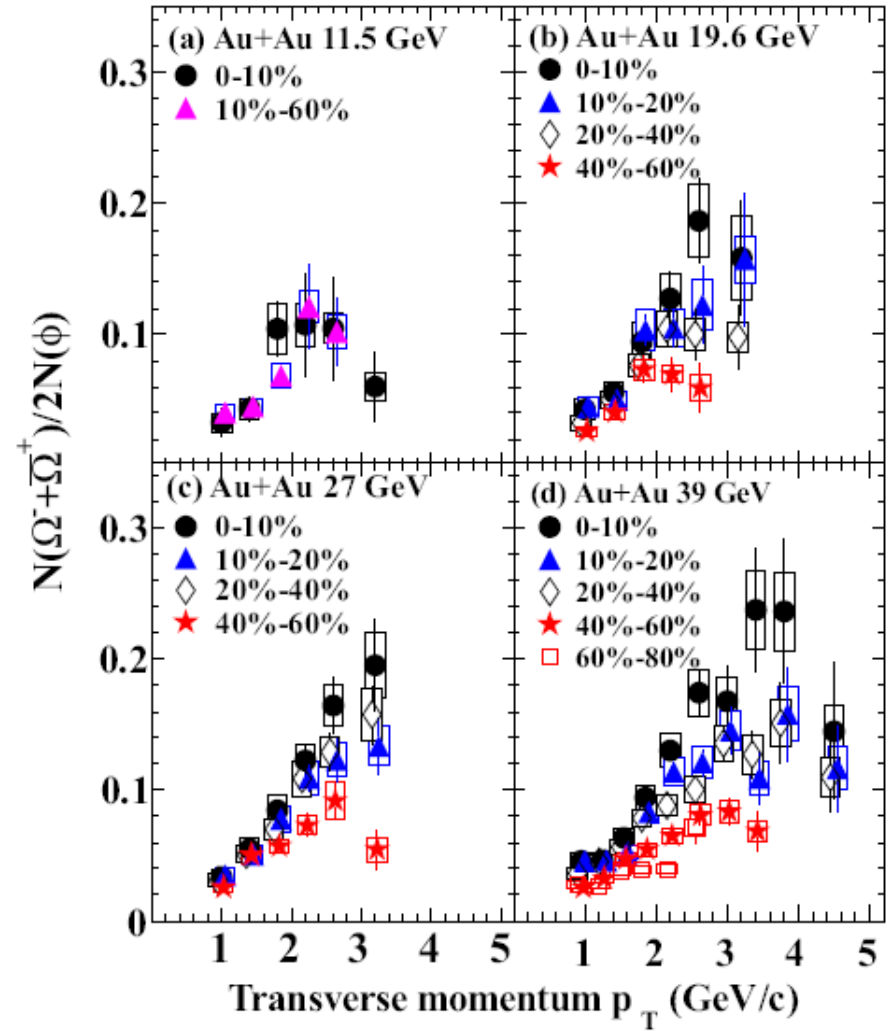 (a) Au+Au 11.5 GeV
0-10%
10%-60%
(b) Au+Au 19.6 GeV
0-10%
10%-20%
20%-40%
40%-60%
0.3
0.2
0.1
(c) Au+Au 27 GeV
0-10%
10%-20%
20%-40%
40%-60%
(d) Au+Au 39 GeV
0-10%
10%-20%
20%-40%
40%-60%
60%-80%
0.3
0.2
0.1
0
N(Ω⁻+Ω̅⁺)/2N(ϕ)
1 2 3 4 5
1 2 3 4 5
Transverse momentum p_T (GeV/c)